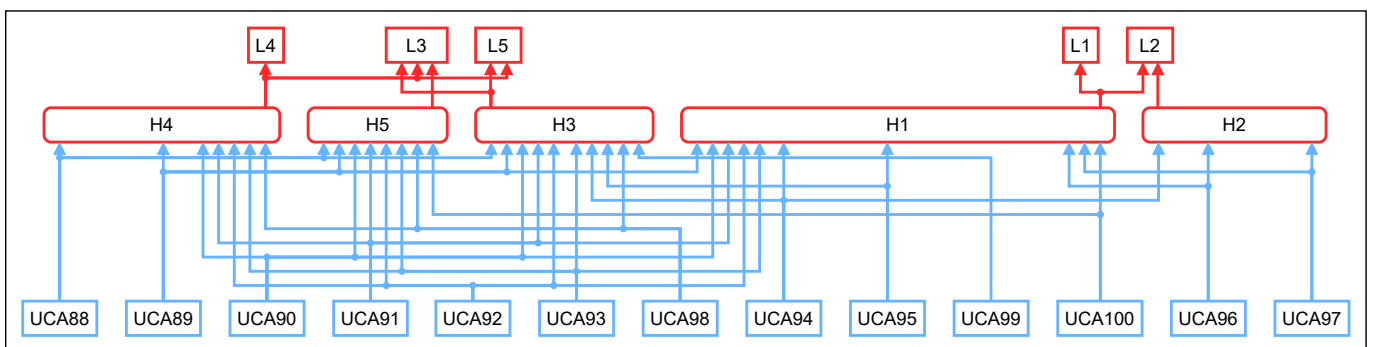 L4 L3 L5 L1 L2
H4 H5 H3 H1 H2
UCA88 UCA89 UCA90 UCA91 UCA92 UCA93 UCA98 UCA94 UCA95 UCA99 UCA100 UCA96 UCA97